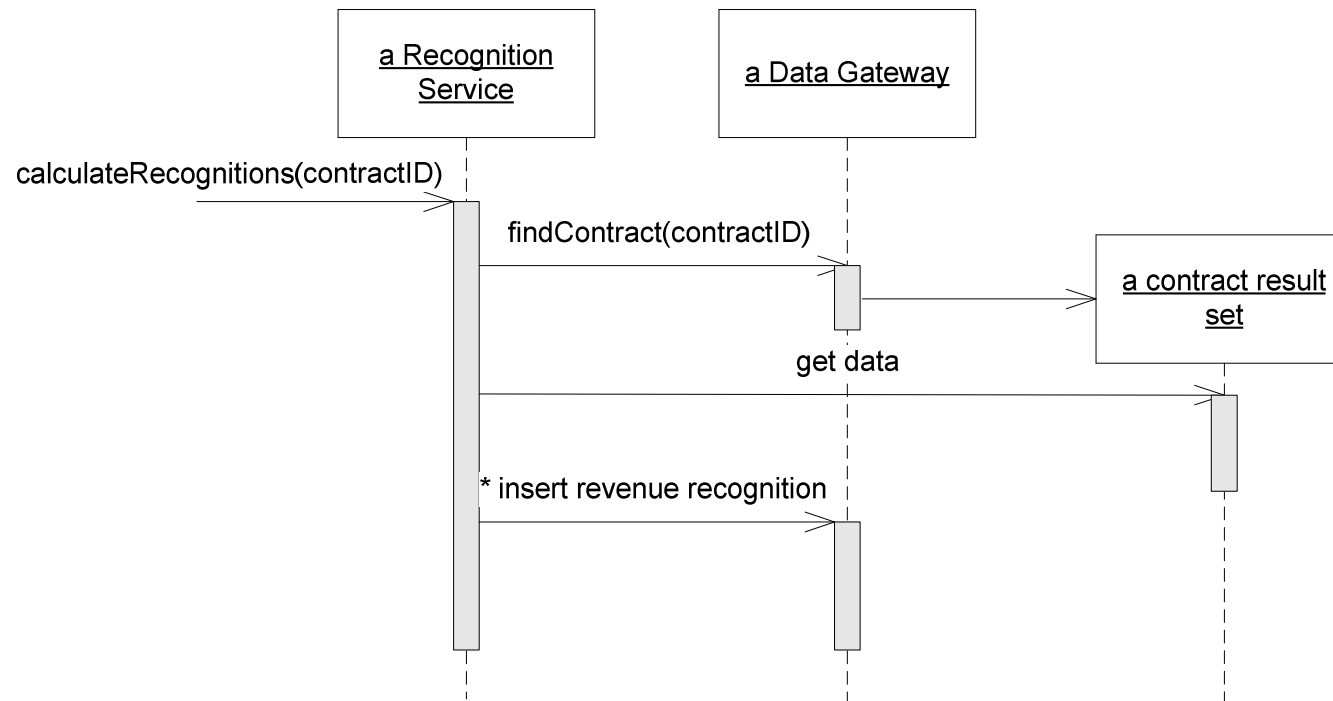 a Recognition
Service
a Data Gateway
calculateRecognitions(contractID)
findContract(contractID)
a contract result
set
get data
* insert revenue recognition